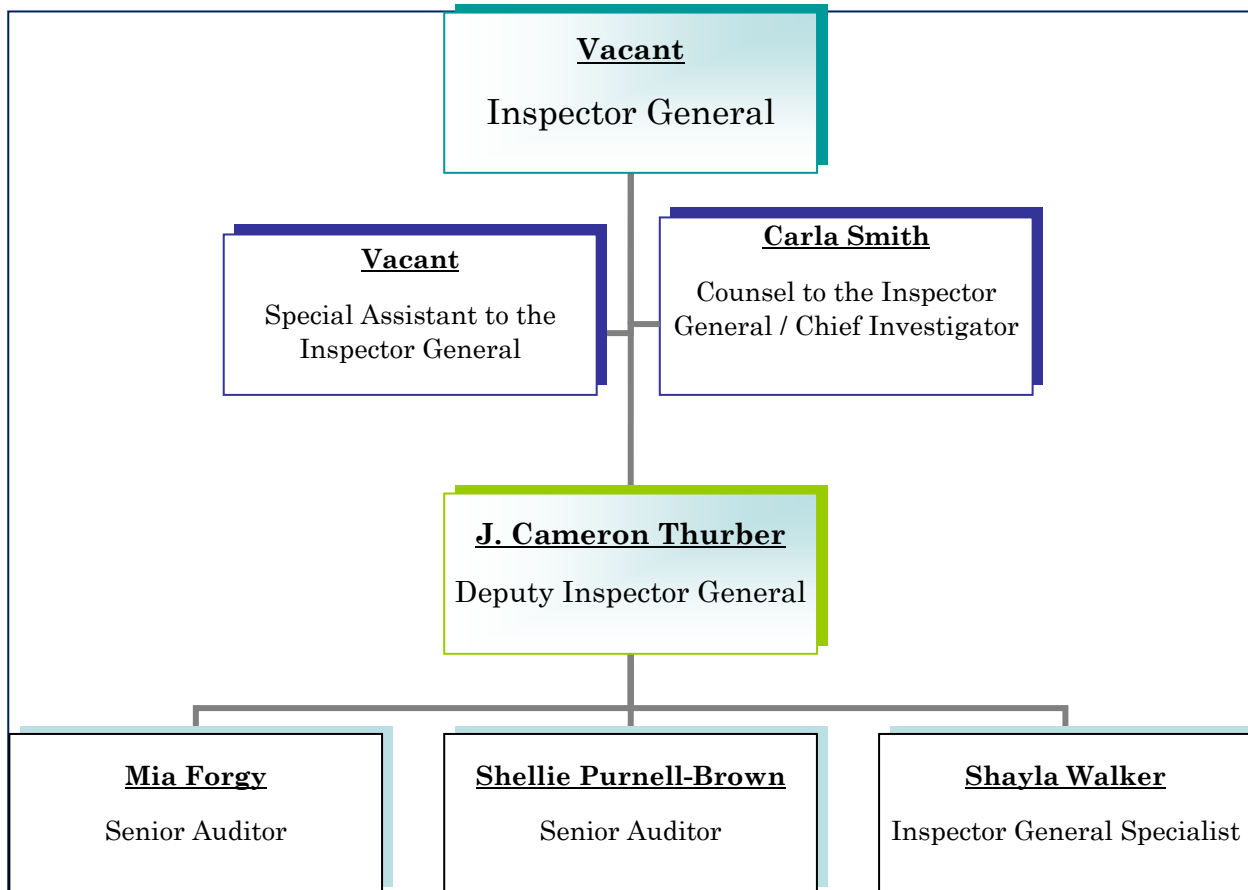 Vacant
Inspector General
Vacant
Special Assistant to the
Inspector General
Carla Smith
Counsel to the Inspector
General / Chief Investigator
J. Cameron Thurber
Deputy Inspector General
Mia Forgy
Senior Auditor
Shellie Purnell-Brown
Senior Auditor
Shayla Walker
Inspector General Specialist